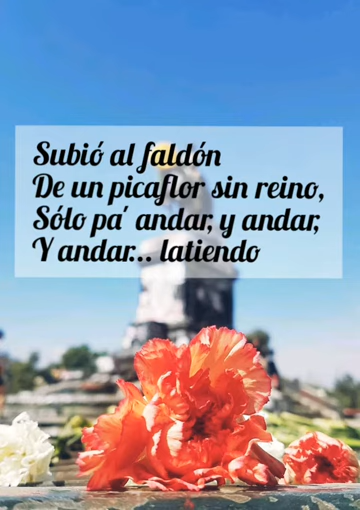 Subió al faldón
De un picaflor sin reino,
Sólo pa' andar, y andar,
Y andar... latiendo